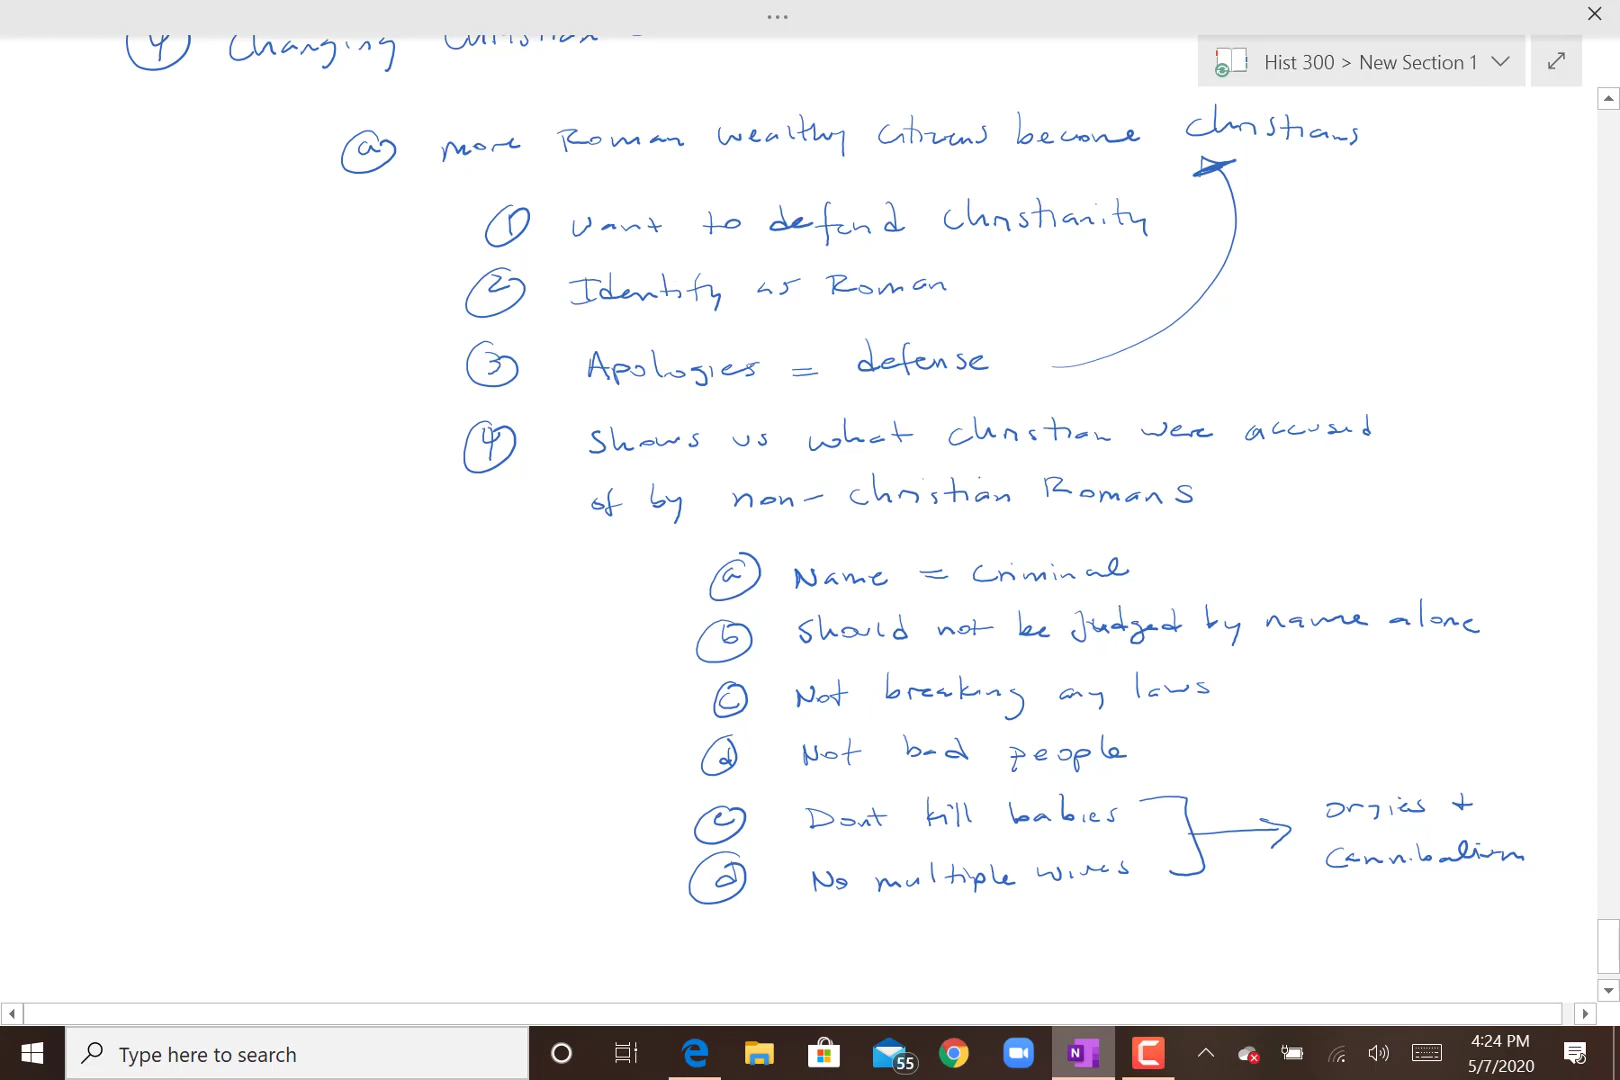 Hist 300 > New Section 1
4 Changing Christian
a more Roman wealthy citizens become Christians
1 want to defend Christianity
2 Identify as Roman
3 Apologies = defense
4 Shows us what Christian were accused
of by non-Christian Romans
a Name = criminal
b Should not be judged by name alone
c Not breaking any laws
d Not bad people
e Dont kill babies
orgies +
cannibalism
d No multiple wives
Type here to search
55
4:24 PM
5/7/2020